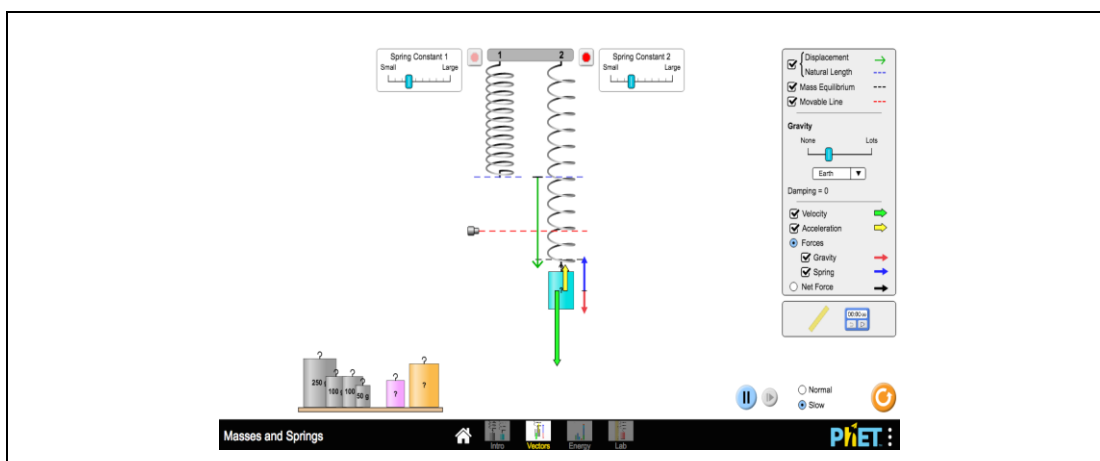 Spring Constant 1
Small Large
1 2
Spring Constant 2
Small Large
Displacement
Natural Length
Mass Equilibrium
Movable Line
Gravity
None Lots
Earth
Damping = 0
Velocity
Acceleration
Forces
Gravity
Spring
Net Force
?
250 g
100 g
100
50 g
?
?
Normal
Slow
Masses and Springs
Intro
Vectors
Energy
Lab
PhET